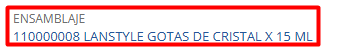 ENSAMBLAJE
110000008 LANSTYLE GOTAS DE CRISTAL X 15 ML